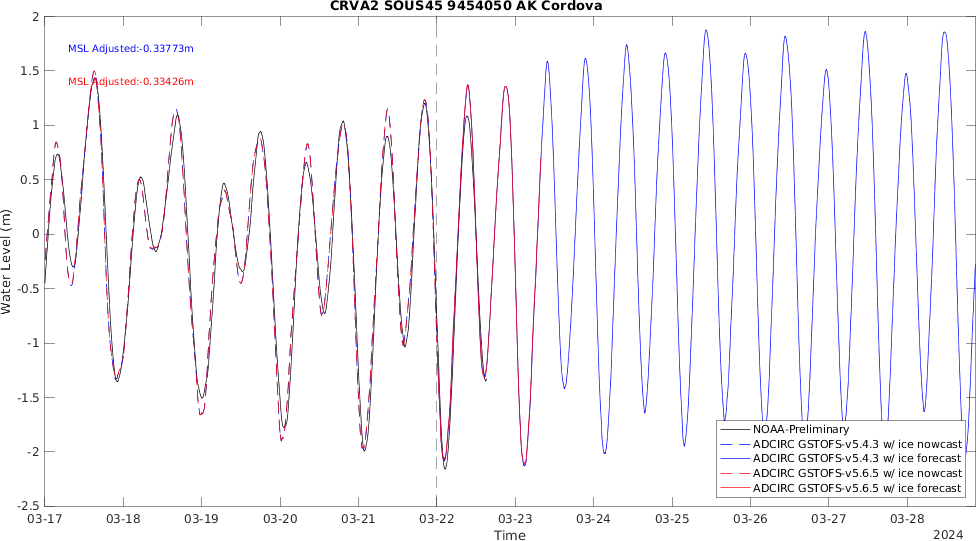 CRVA2 SOUS45 9454050 AK Cordova
MSL Adjusted:-0.33773m
MSL Adjusted:-0.33426m
Water Level (m)
2
1.5
1
0.5
0
-0.5
-1
-1.5
-2
-2.5
NOAA-Preliminary
ADCIRC GSTOFS-v5.4.3 w/ ice nowcast
ADCIRC GSTOFS-v5.4.3 w/ ice forecast
ADCIRC GSTOFS-v5.6.5 w/ ice nowcast
ADCIRC GSTOFS-v5.6.5 w/ ice forecast
03-17 03-18 03-19 03-20 03-21 03-22 03-23 03-24 03-25 03-26 03-27 03-28
Time
2024